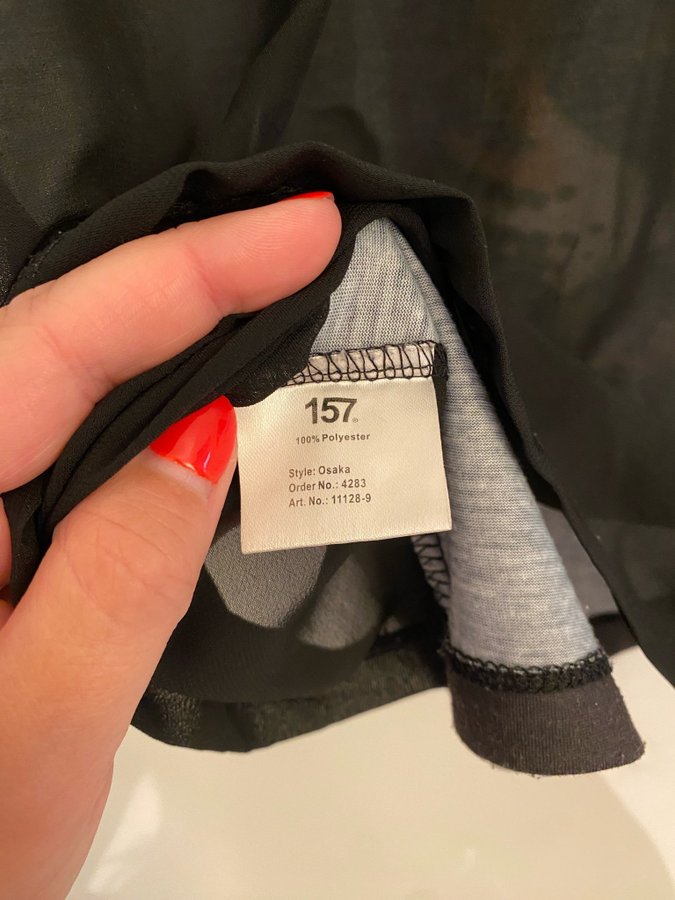 157
100% Polyester
Style: Osaka
Order No.: 4283
Art. No.: 11128-9